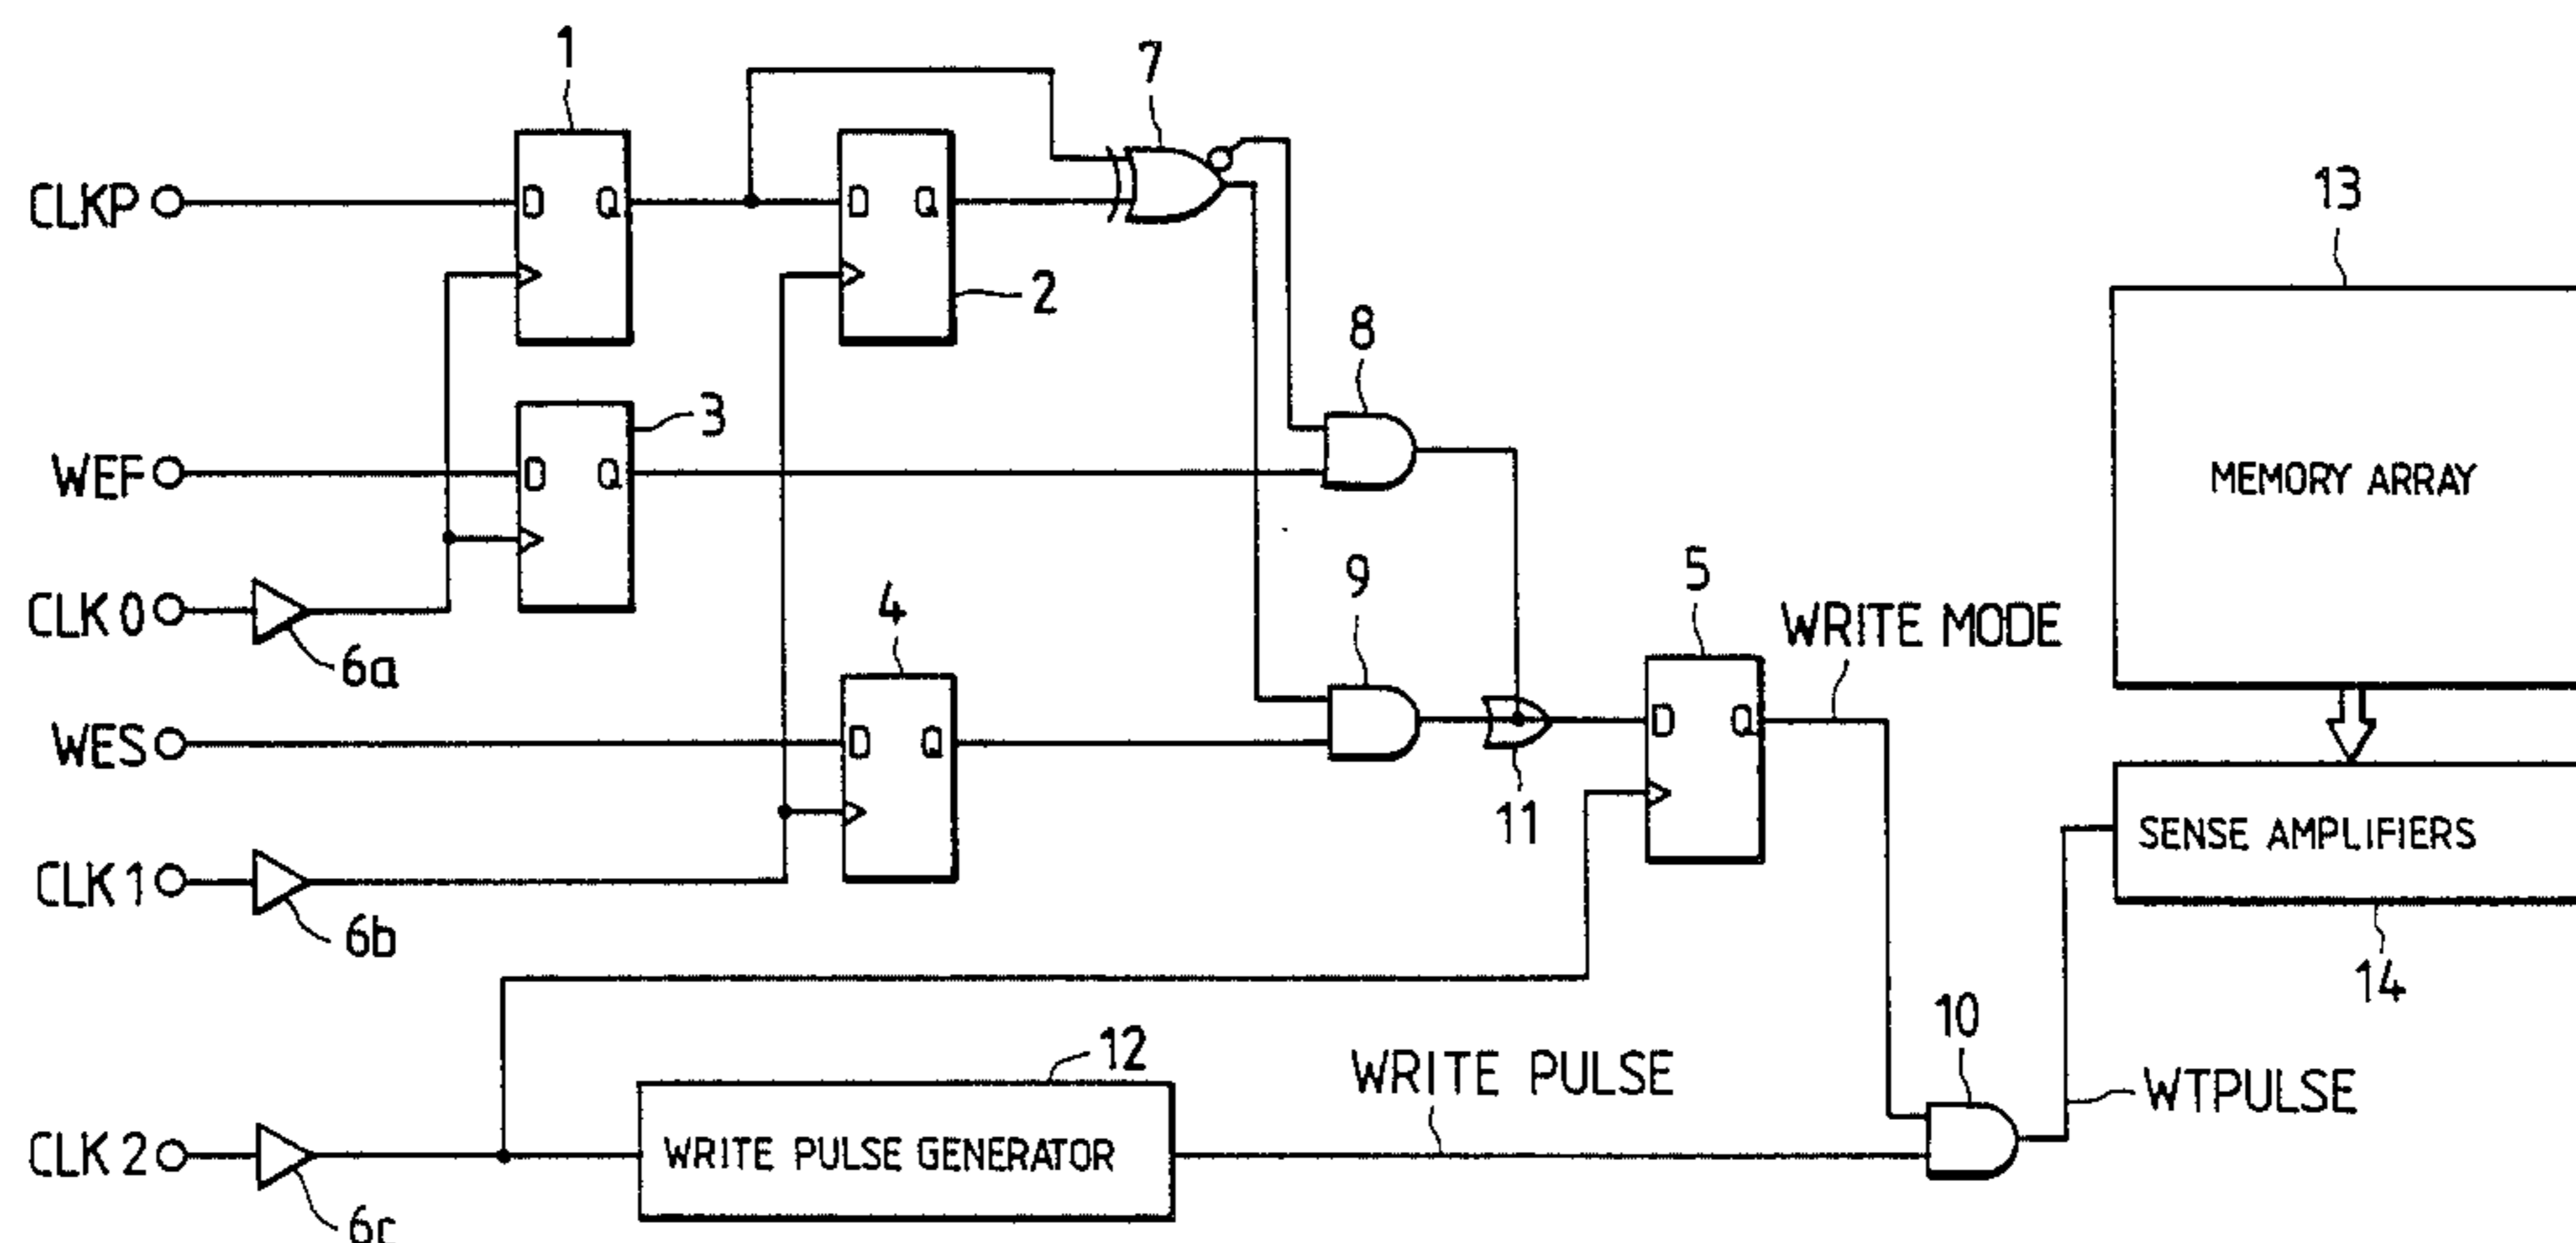 1
7
13
CLKP
D
Q
D
Q
2
8
3
WEF
D
Q
MEMORY ARRAY
CLK 0
6a
4
9
5
WRITE MODE
WES
D
Q
D
Q
11
SENSE AMPLIFIERS
14
CLK 1
6b
10
12
WRITE PULSE
WTPULSE
CLK 2
WRITE PULSE GENERATOR
6c